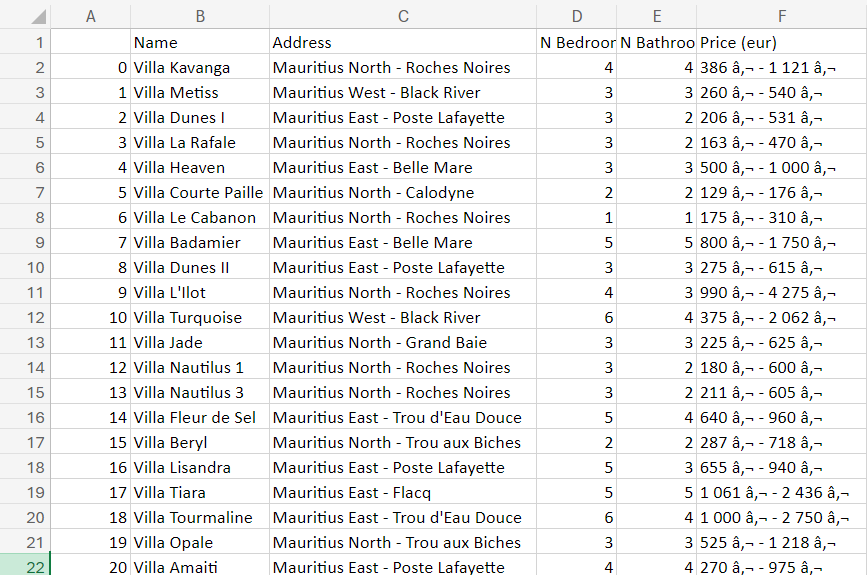 A B C D E F
1 Name Address N Bedroor N Bathroo Price (eur)
2 0 Villa Kavanga Mauritius North - Roches Noires 4 4 386 â‚¬ - 1 121 â‚¬
3 1 Villa Metiss Mauritius West - Black River 3 3 260 â‚¬ - 540 â‚¬
4 2 Villa Dunes I Mauritius East - Poste Lafayette 3 2 206 â‚¬ - 531 â‚¬
5 3 Villa La Rafale Mauritius North - Roches Noires 3 2 163 â‚¬ - 470 â‚¬
6 4 Villa Heaven Mauritius East - Belle Mare 3 3 500 â‚¬ - 1 000 â‚¬
7 5 Villa Courte Paille Mauritius North - Calodyne 2 2 129 â‚¬ - 176 â‚¬
8 6 Villa Le Cabanon Mauritius North - Roches Noires 1 1 175 â‚¬ - 310 â‚¬
9 7 Villa Badamier Mauritius East - Belle Mare 5 5 800 â‚¬ - 1 750 â‚¬
10 8 Villa Dunes II Mauritius East - Poste Lafayette 3 3 275 â‚¬ - 615 â‚¬
11 9 Villa L'Ilot Mauritius North - Roches Noires 4 3 990 â‚¬ - 4 275 â‚¬
12 10 Villa Turquoise Mauritius West - Black River 6 4 375 â‚¬ - 2 062 â‚¬
13 11 Villa Jade Mauritius North - Grand Baie 3 3 225 â‚¬ - 625 â‚¬
14 12 Villa Nautilus 1 Mauritius North - Roches Noires 3 2 180 â‚¬ - 600 â‚¬
15 13 Villa Nautilus 3 Mauritius North - Roches Noires 3 2 211 â‚¬ - 605 â‚¬
16 14 Villa Fleur de Sel Mauritius East - Trou d'Eau Douce 5 4 640 â‚¬ - 960 â‚¬
17 15 Villa Beryl Mauritius North - Trou aux Biches 2 2 287 â‚¬ - 718 â‚¬
18 16 Villa Lisandra Mauritius East - Poste Lafayette 5 3 655 â‚¬ - 940 â‚¬
19 17 Villa Tiara Mauritius East - Flacq 5 5 1 061 â‚¬ - 2 436 â‚¬
20 18 Villa Tourmaline Mauritius East - Trou d'Eau Douce 6 4 1 000 â‚¬ - 2 750 â‚¬
21 19 Villa Opale Mauritius North - Trou aux Biches 3 3 525 â‚¬ - 1 218 â‚¬
22 20 Villa Amaiti Mauritius East - Poste Lafayette 4 4 270 â‚¬ - 975 â‚¬